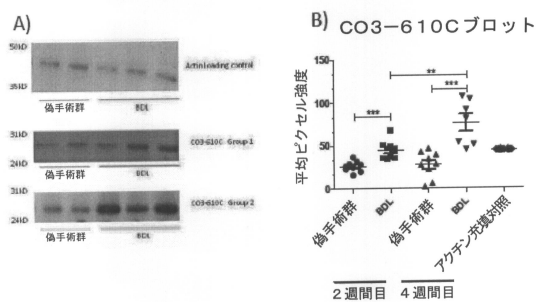 A)
50kD
35kD
Actin loading control
偽手術群
BDL
31kD
24kD
CO3-610C Group 1
偽手術群
BDL
31kD
24kD
CO3-610C Group 2
偽手術群
BDL
B)
CO3-610Cブロット
平均ピクセル強度
150
100
50
0
***
**
***
偽手術群
BDL
偽手術群
BDL
アクチン充填対照
2週間目
4週間目